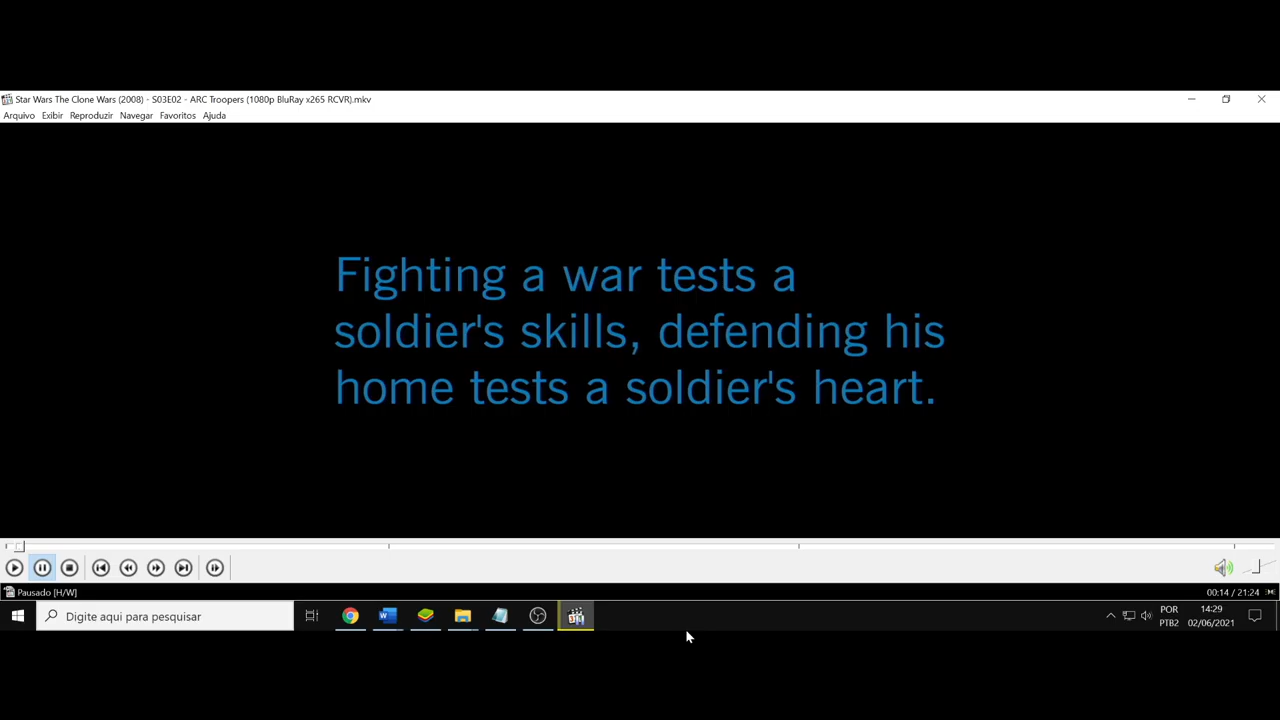 Star Wars The Clone Wars (2008) - S03E02 - ARC Troopers (1080p BluRay x265 RCVR).mkv
Arquivo Exibir Reproduzir Navegar Favoritos Ajuda
Fighting a war tests a
soldier's skills, defending his
home tests a soldier's heart.
Pausado [H/W]
00:14 / 21:24
Digite aqui para pesquisar
POR
PTB2
14:29
02/06/2021